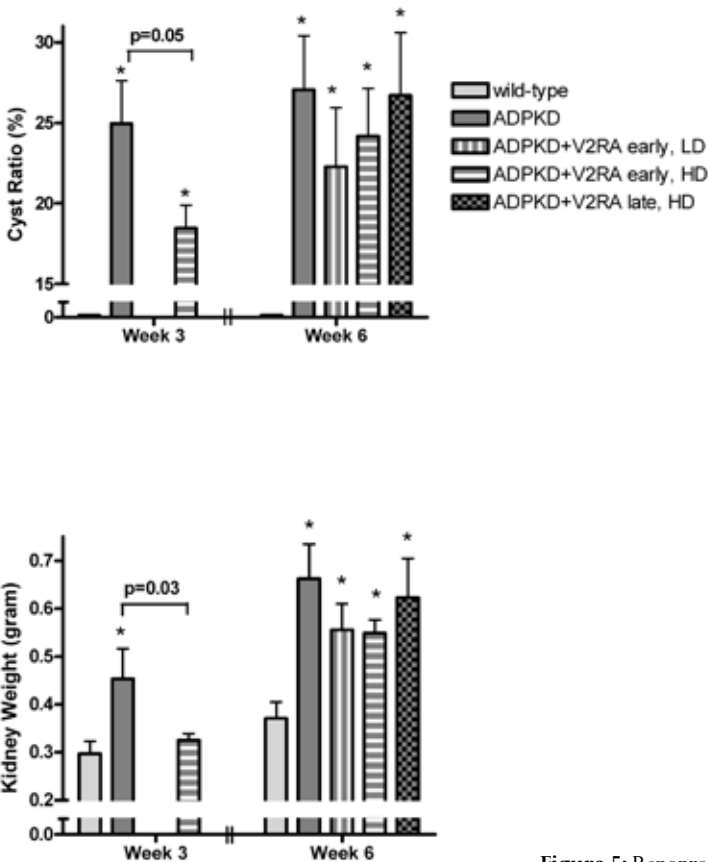 *
*
*
*
*
*
p=0.05
30
25
20
15
0
Cyst Ratio (%)
Week 3
Week 6
wild-type
ADPKD
ADPKD+V2RA early, LD
ADPKD+V2RA early, HD
ADPKD+V2RA late, HD
*
*
*
*
*
p=0.03
0.7
0.6
0.5
0.4
0.3
0.2
0.0
Kidney Weight (gram)
Week 3
Week 6